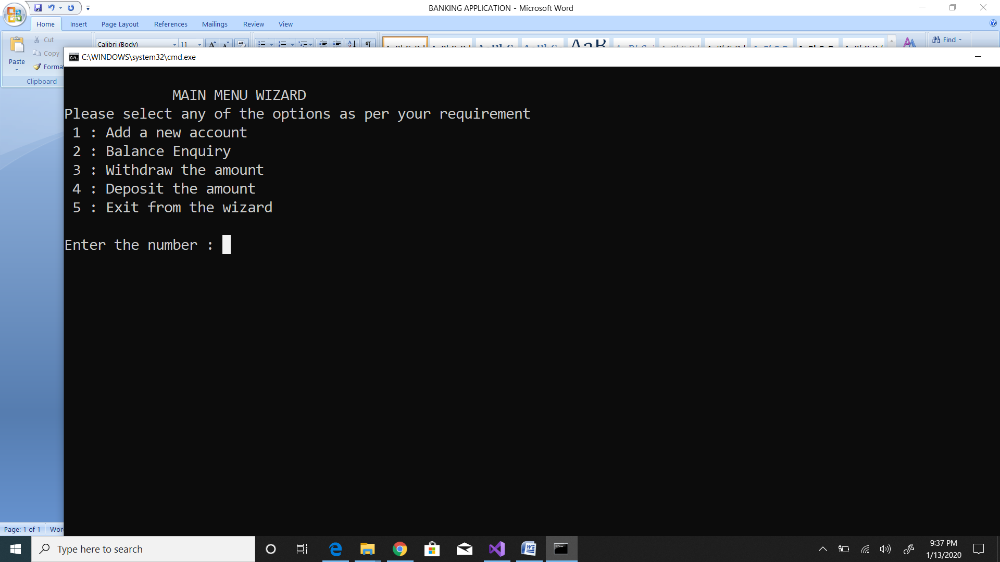 BANKING APPLICATION - Microsoft Word
Home Insert Page Layout References Mailings Review View
Cut
Calibri (Body) 11
Find
Copy
Paste
Clipboard
C:\WINDOWS\system32\cmd.exe
MAIN MENU WIZARD
Please select any of the options as per your requirement
1 : Add a new account
2 : Balance Enquiry
3 : Withdraw the amount
4 : Deposit the amount
5 : Exit from the wizard
Enter the number :
Page: 1 of 1
Type here to search
9:37 PM
1/13/2020